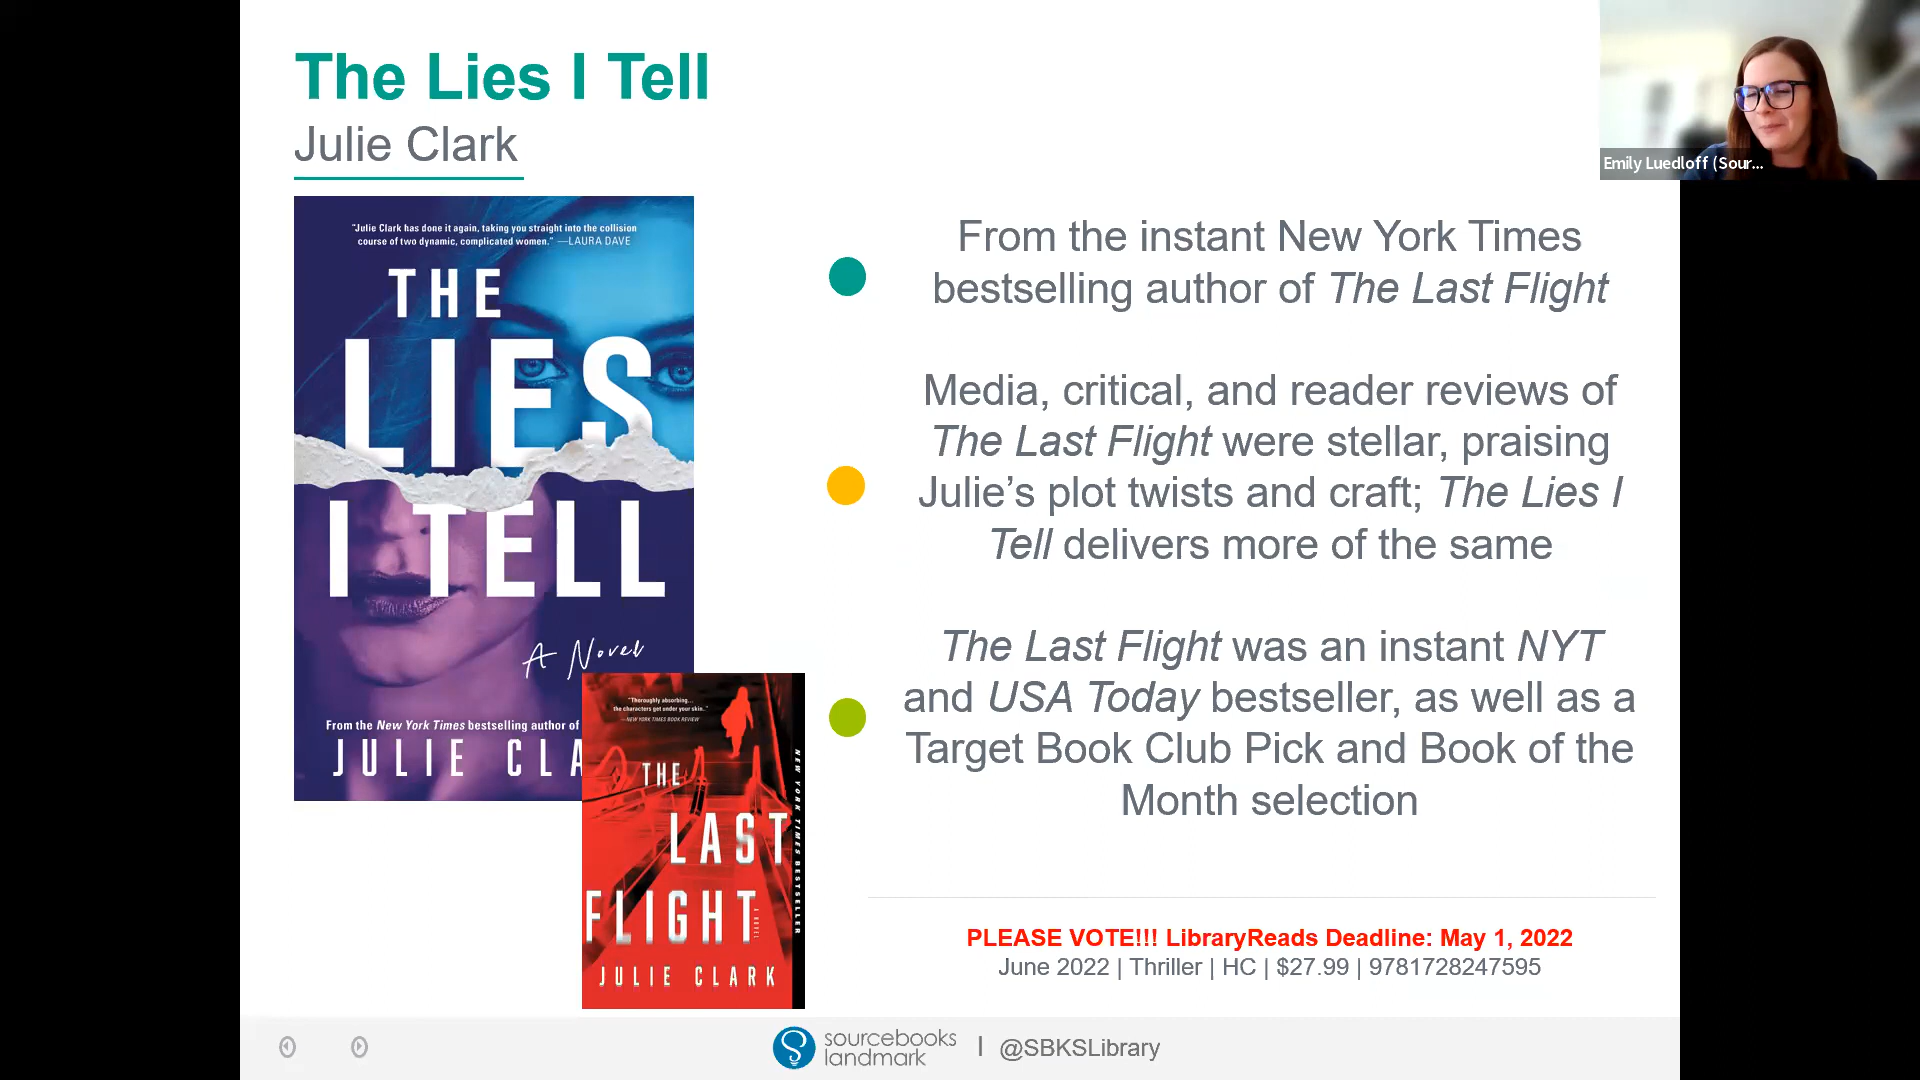 The Lies I Tell
Julie Clark
Emily Luedloff (Sour...
"Julie Clark has done it again, taking you straight into the collision
course of two dynamic, complicated women." —LAURA DAVE
THE
LIES
I TELL
A Novel
From the New York Times bestselling author of
JULIE CLA
"Thoroughly absorbing...
the characters get under your skin."
—NEW YORK TIMES BOOK REVIEW
THE
LAST
FLIGHT
A NOVEL
JULIE CLARK
NEW YORK TIMES BESTSELLER
From the instant New York Times
bestselling author of The Last Flight
Media, critical, and reader reviews of
The Last Flight were stellar, praising
Julie’s plot twists and craft; The Lies I
Tell delivers more of the same
The Last Flight was an instant NYT
and USA Today bestseller, as well as a
Target Book Club Pick and Book of the
Month selection
PLEASE VOTE!!! LibraryReads Deadline: May 1, 2022
June 2022 | Thriller | HC | $27.99 | 9781728247595
sourcebooks
landmark
| @SBKSLibrary